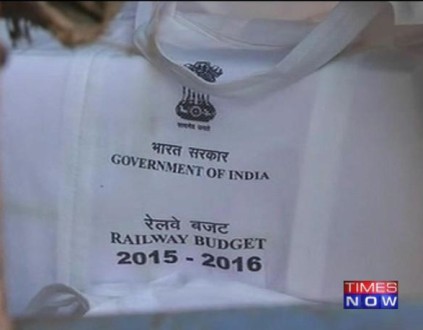 भारत सरकार
GOVERNMENT OF INDIA
रेलवे बजट
RAILWAY BUDGET
2015 - 2016
TIMES
NOW